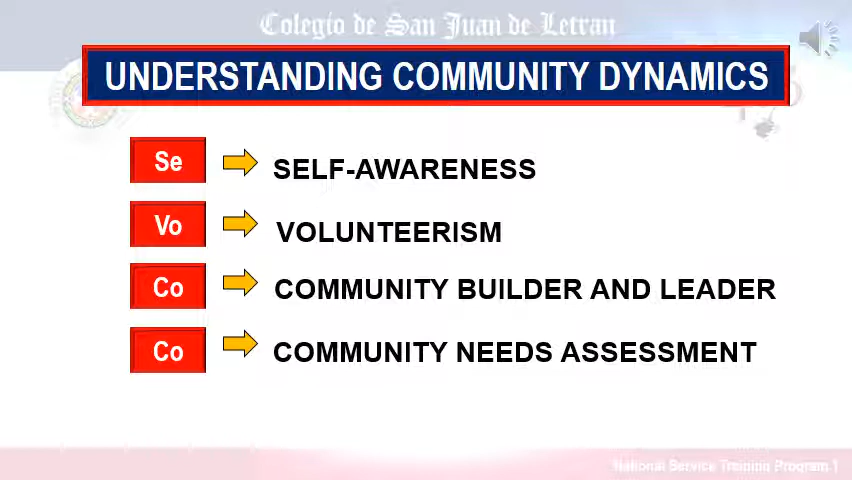 Colegio de San Juan de Letran
UNDERSTANDING COMMUNITY DYNAMICS
Se SELF-AWARENESS
Vo VOLUNTEERISM
Co COMMUNITY BUILDER AND LEADER
Co COMMUNITY NEEDS ASSESSMENT
National Service Training Program 1